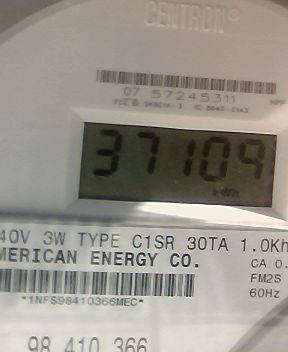 CENTRON®
07 57245311
37109
kWh
40V 3W TYPE C1SR 30TA 1.0Kh
MERICAN ENERGY CO.
CA 0.
FM2S
*1NFS98410366MEC*
60Hz
98 410 366